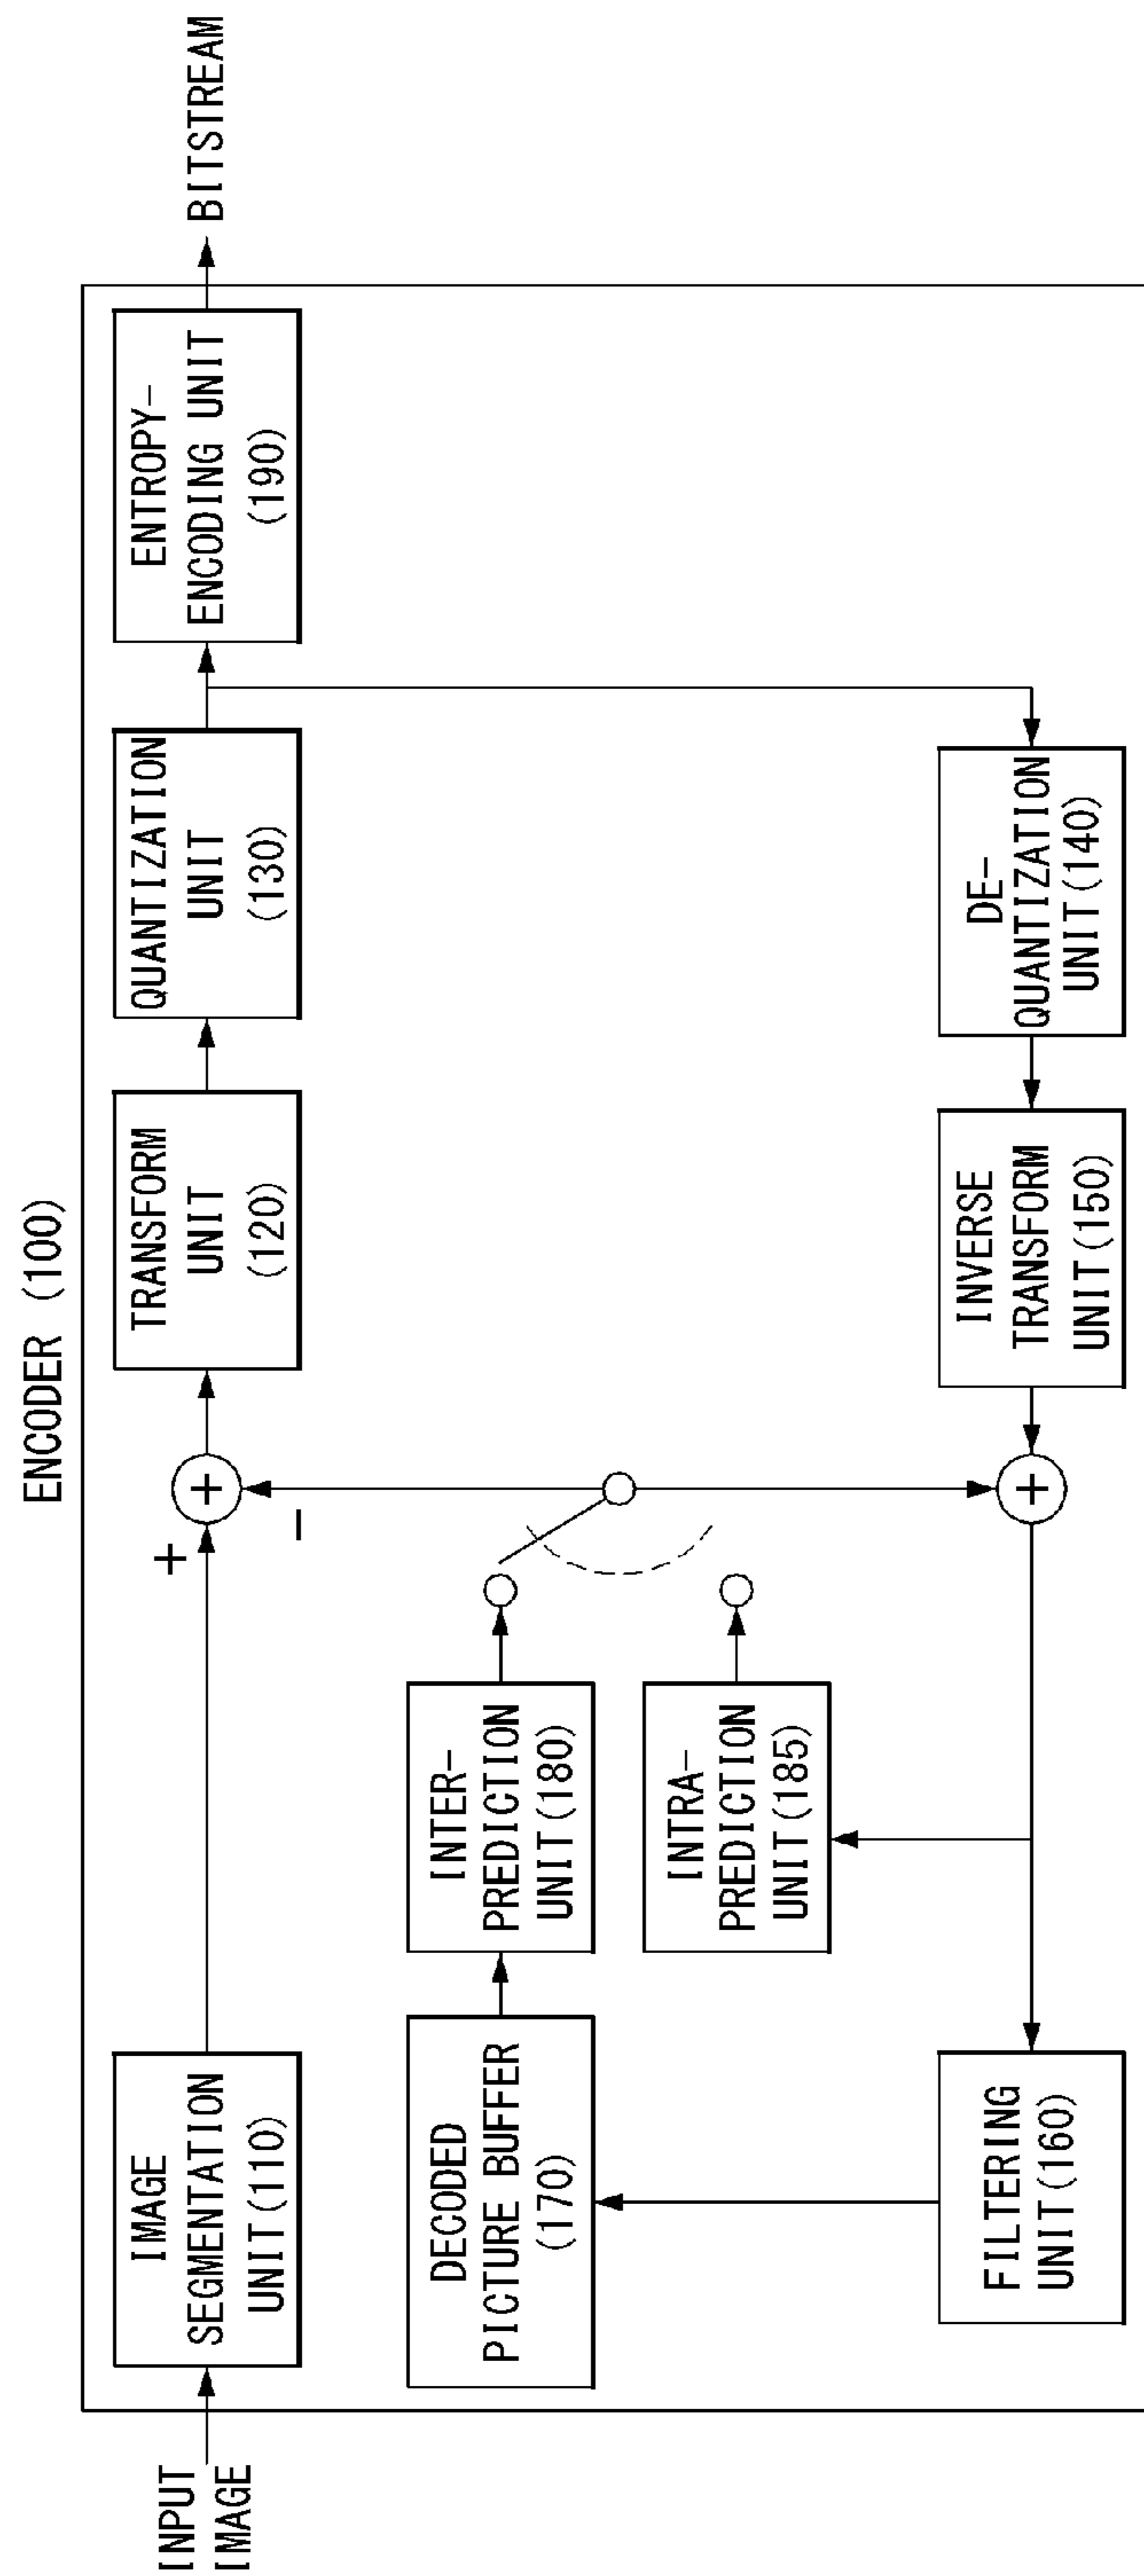 ENCODER (100)
INPUT
IMAGE
IMAGE
SEGMENTATION
UNIT(110)
+
−
+
TRANSFORM
UNIT
(120)
QUANTIZATION
UNIT
(130)
ENTROPY-
ENCODING UNIT
(190)
BITSTREAM
DECODED
PICTURE BUFFER
(170)
INTER-
PREDICTION
UNIT(180)
INTRA-
PREDICTION
UNIT(185)
FILTERING
UNIT(160)
+
INVERSE
TRANSFORM
UNIT(150)
DE-
QUANTIZATION
UNIT(140)